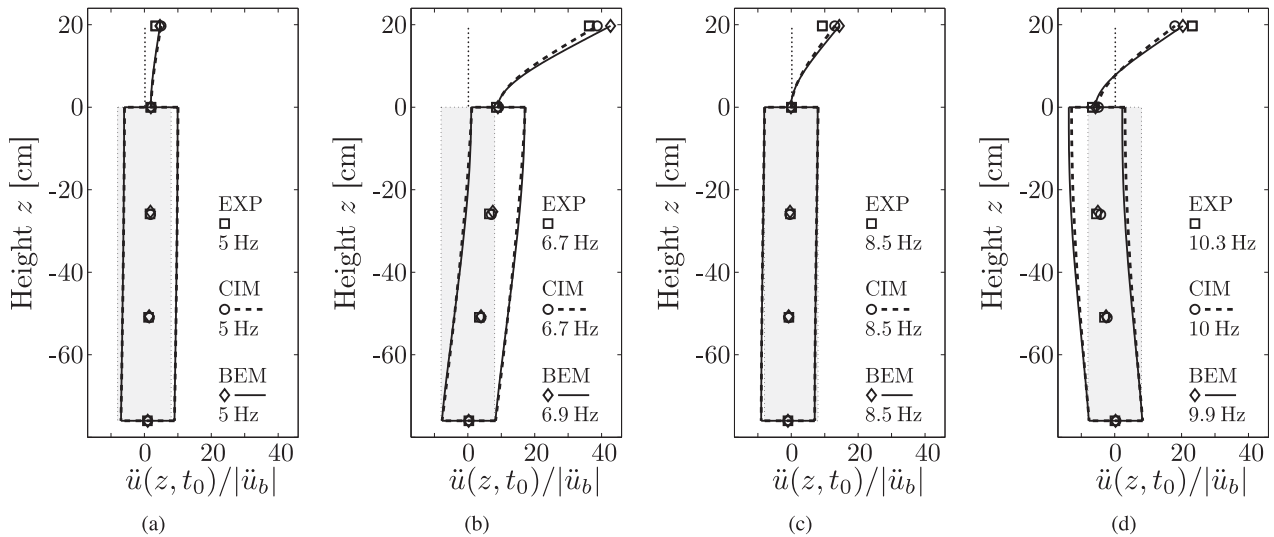 20
0
-20
-40
-60
Height z [cm]
EXP
5 Hz
CIM
5 Hz
BEM
5 Hz
0 20 40
ü(z, t₀)/|ü_b|
(a)
20
0
-20
-40
-60
Height z [cm]
EXP
6.7 Hz
CIM
6.7 Hz
BEM
6.9 Hz
0 20 40
ü(z, t₀)/|ü_b|
(b)
20
0
-20
-40
-60
Height z [cm]
EXP
8.5 Hz
CIM
8.5 Hz
BEM
8.5 Hz
0 20 40
ü(z, t₀)/|ü_b|
(c)
20
0
-20
-40
-60
Height z [cm]
EXP
10.3 Hz
CIM
10 Hz
BEM
9.9 Hz
0 20 40
ü(z, t₀)/|ü_b|
(d)